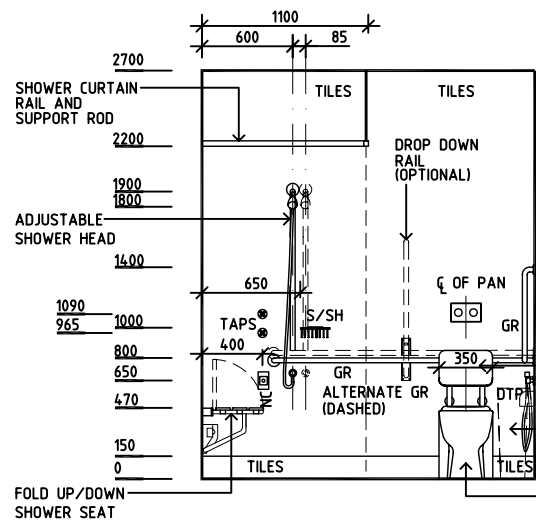 1100
600
85
2700
SHOWER CURTAIN
RAIL AND
SUPPORT ROD
TILES
TILES
2200
DROP DOWN
RAIL
(OPTIONAL)
1900
1800
ADJUSTABLE
SHOWER HEAD
1400
650
℄ OF PAN
1090
965
1000
TAPS
S/SH
GR
400
800
350
GR
650
ALTERNATE GR
(DASHED)
NC
DTP
470
150
0
TILES
TILES
FOLD UP/DOWN
SHOWER SEAT